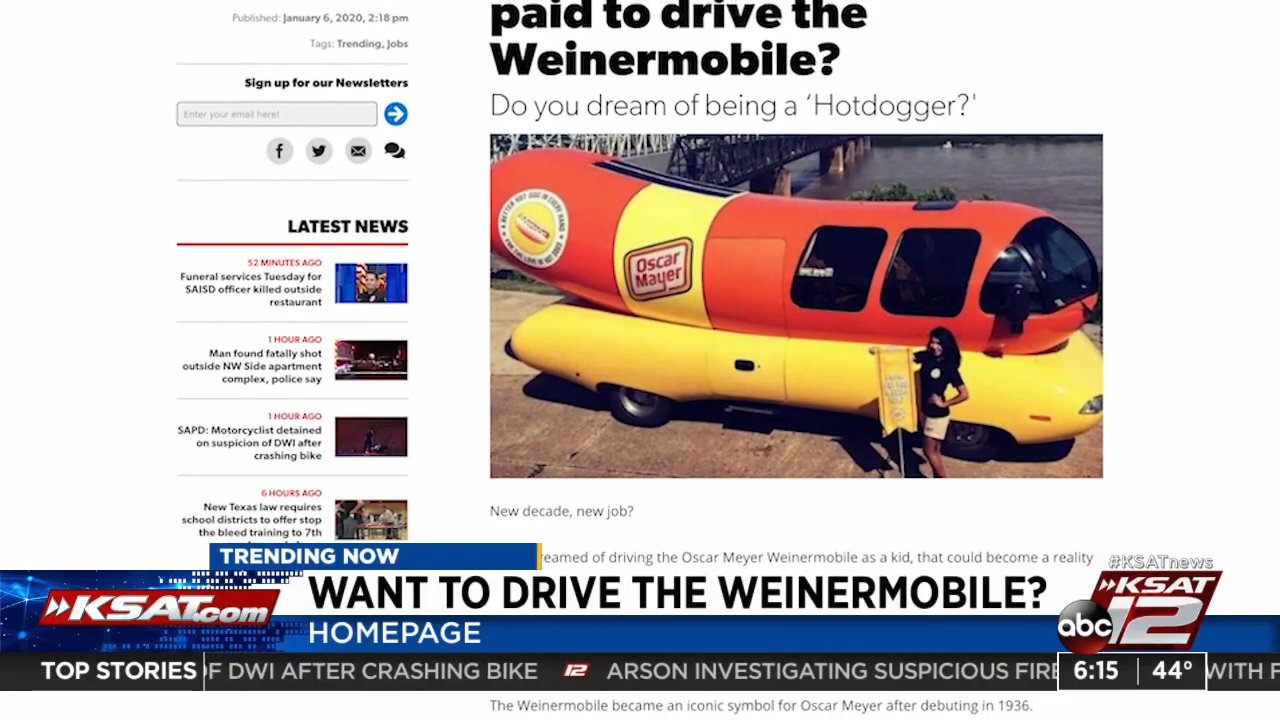 Published: January 6, 2020, 2:18 pm
Tags: Trending, Jobs
Sign up for our Newsletters
Enter your email here!
LATEST NEWS
52 MINUTES AGO
Funeral services Tuesday for
SAISD officer killed outside
restaurant
1 HOUR AGO
Man found fatally shot
outside NW Side apartment
complex, police say
1 HOUR AGO
SAPD: Motorcyclist detained
on suspicion of DWI after
crashing bike
6 HOURS AGO
New Texas law requires
school districts to offer stop
the bleed training to 7th
paid to drive the
Weinermobile?
Do you dream of being a ‘Hotdogger?'
Oscar
Mayer
New decade, new job?
eamed of driving the Oscar Meyer Weinermobile as a kid, that could become a reality
TRENDING NOW
#KSATnews
WANT TO DRIVE THE WEINERMOBILE?
HOMEPAGE
KSAT.com
KSAT
abc 12
TOP STORIES
OF DWI AFTER CRASHING BIKE 12 ARSON INVESTIGATING SUSPICIOUS FIRE
6:15 44°
WITH F
The Weinermobile became an iconic symbol for Oscar Mayer after debuting in 1936.